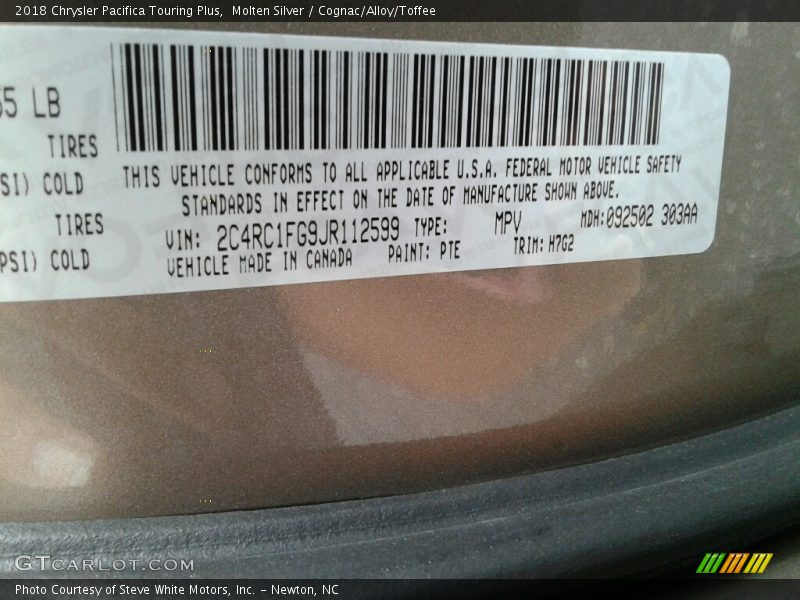 2018 Chrysler Pacifica Touring Plus, Molten Silver / Cognac/Alloy/Toffee
LB
TIRES
COLD
TIRES
PSI) COLD
THIS VEHICLE CONFORMS TO ALL APPLICABLE U.S.A. FEDERAL MOTOR VEHICLE SAFETY
STANDARDS IN EFFECT ON THE DATE OF MANUFACTURE SHOWN ABOVE.
VIN: 2C4RC1FG9JR112599 TYPE: MPV MDH:092502 303AA
VEHICLE MADE IN CANADA PAINT: PTE TRIM: H7G2
GTCARLOT.COM
Photo Courtesy of Steve White Motors, Inc. – Newton, NC